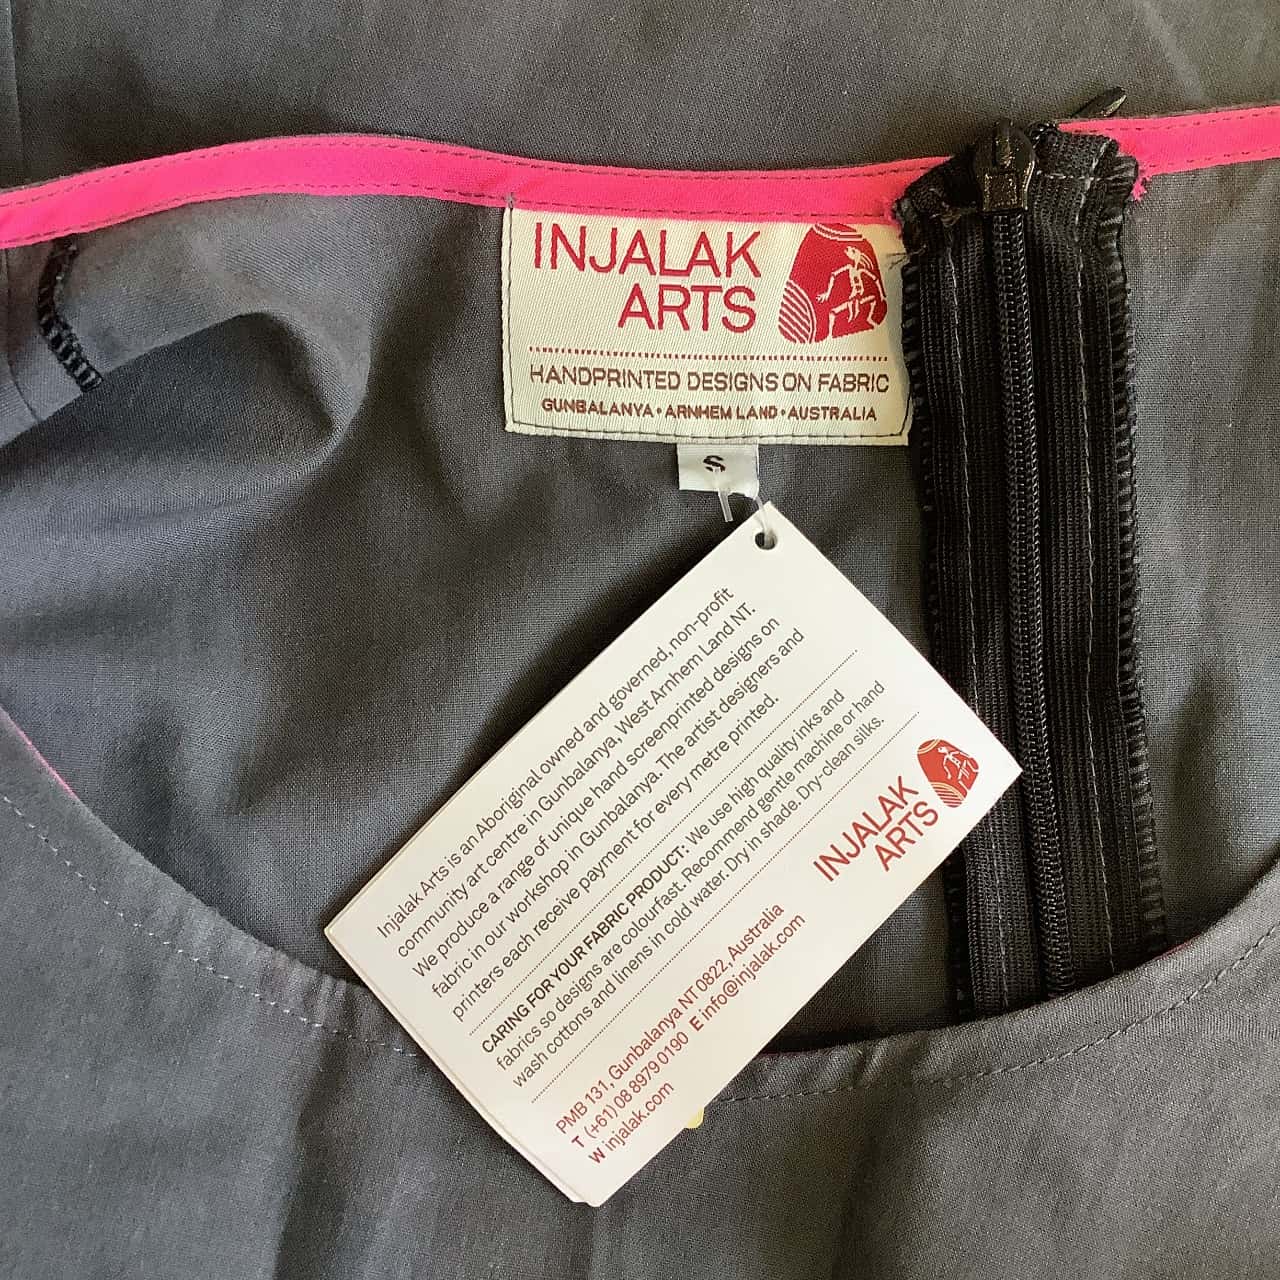 INJALAK
ARTS
HANDPRINTED DESIGNS ON FABRIC
GUNBALANYA • ARNHEM LAND • AUSTRALIA
S
Injalak Arts is an Aboriginal owned and governed, non-profit
community art centre in Gunbalanya, West Arnhem Land NT.
We produce a range of unique hand screenprinted designs on
fabric in our workshop in Gunbalanya. The artist designers and
printers each receive payment for every metre printed.
CARING FOR YOUR FABRIC PRODUCT: We use high quality inks and
fabrics so designs are colourfast. Recommend gentle machine or hand
wash cottons and linens in cold water. Dry in shade. Dry-clean silks.
INJALAK
ARTS
PMB 131, Gunbalanya NT 0822, Australia
T (+61) 08 8979 0190 E info@injalak.com
W injalak.com